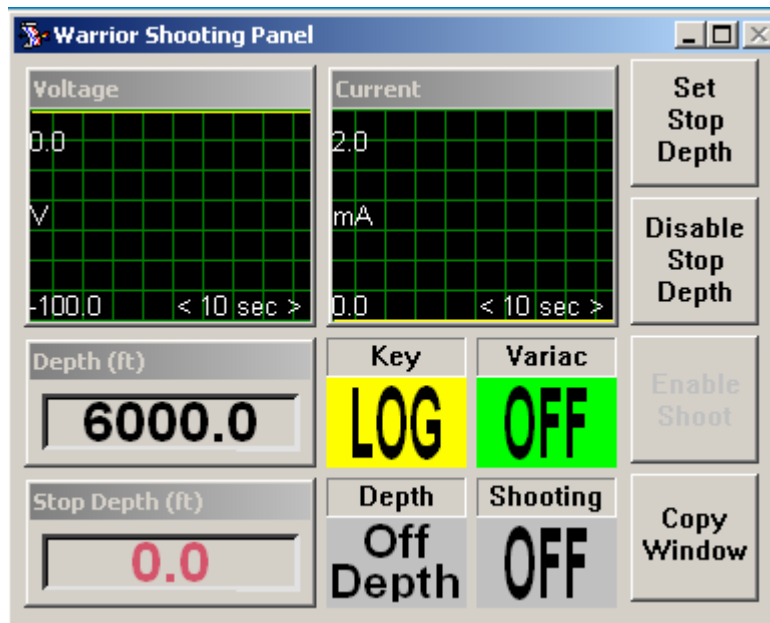 Warrior Shooting Panel
Voltage
0.0
V
-100.0 < 10 sec >
Current
2.0
mA
0.0 < 10 sec >
Set
Stop
Depth
Disable
Stop
Depth
Depth (ft)
6000.0
Key
LOG
Variac
OFF
Enable
Shoot
Stop Depth (ft)
0.0
Depth
Off
Depth
Shooting
OFF
Copy
Window